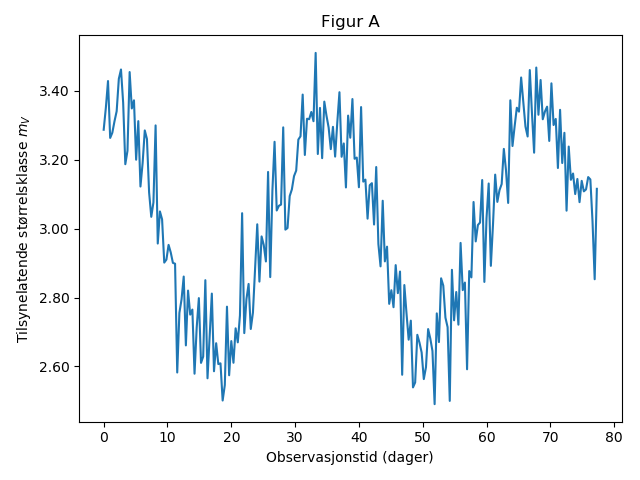 Figur A
Tilsynelatende størrelsklasse $m_V$
3.40
3.20
3.00
2.80
2.60
0 10 20 30 40 50 60 70 80
Observasjonstid (dager)